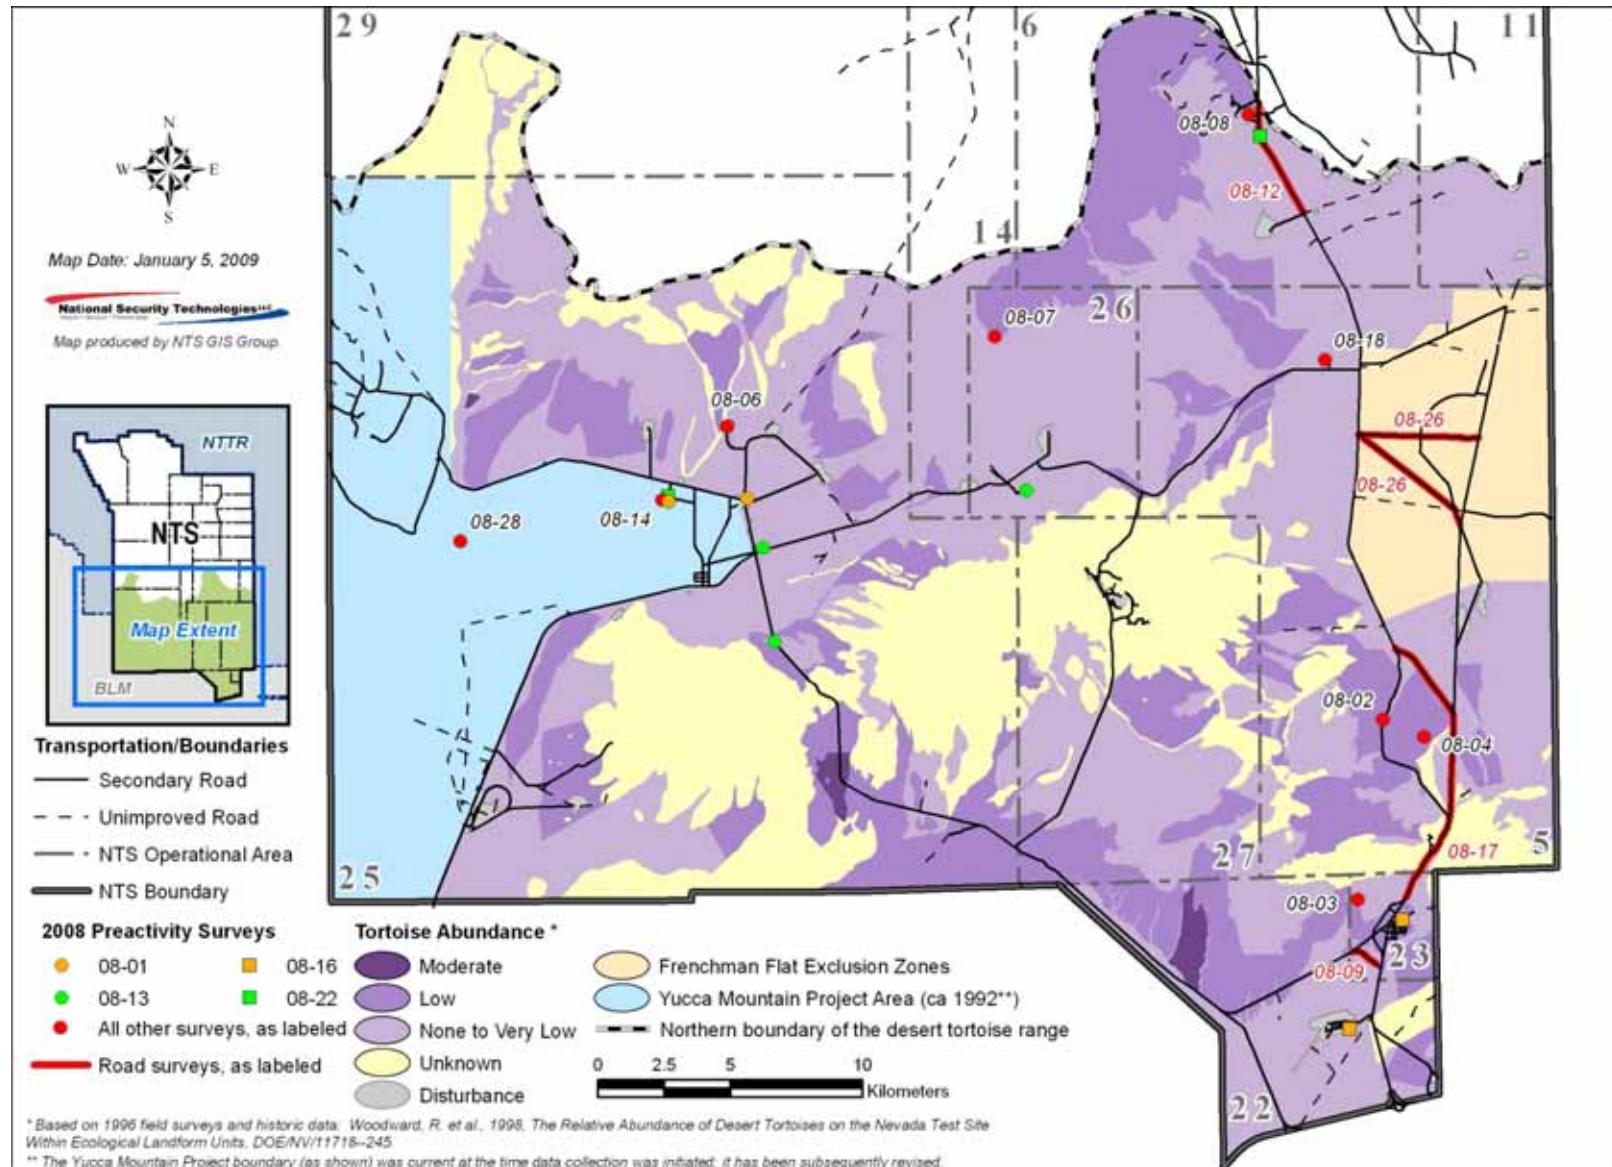 29
6
11
N
W
E
S
08-08
08-12
Map Date: January 5, 2009
14
National Security Technologies LLC
Map produced by NTS GIS Group.
26
08-07
08-18
08-06
08-26
08-26
NTTR
NTS
08-28
08-14
Map Extent
BLM
08-02
08-04
Transportation/Boundaries
Secondary Road
Unimproved Road
NTS Operational Area
NTS Boundary
25
27
5
08-17
08-03
23
08-09
22
2008 Preactivity Surveys
08-01
08-16
08-13
08-22
All other surveys, as labeled
Road surveys, as labeled
Tortoise Abundance *
Moderate
Low
None to Very Low
Unknown
Disturbance
Frenchman Flat Exclusion Zones
Yucca Mountain Project Area (ca 1992**)
Northern boundary of the desert tortoise range
0 2.5 5 10
Kilometers
* Based on 1996 field surveys and historic data: Woodward, R. et al., 1998, The Relative Abundance of Desert Tortoises on the Nevada Test Site
Within Ecological Landform Units, DOE/NV/11718--245.
** The Yucca Mountain Project boundary (as shown) was current at the time data collection was initiated; it has been subsequently revised.